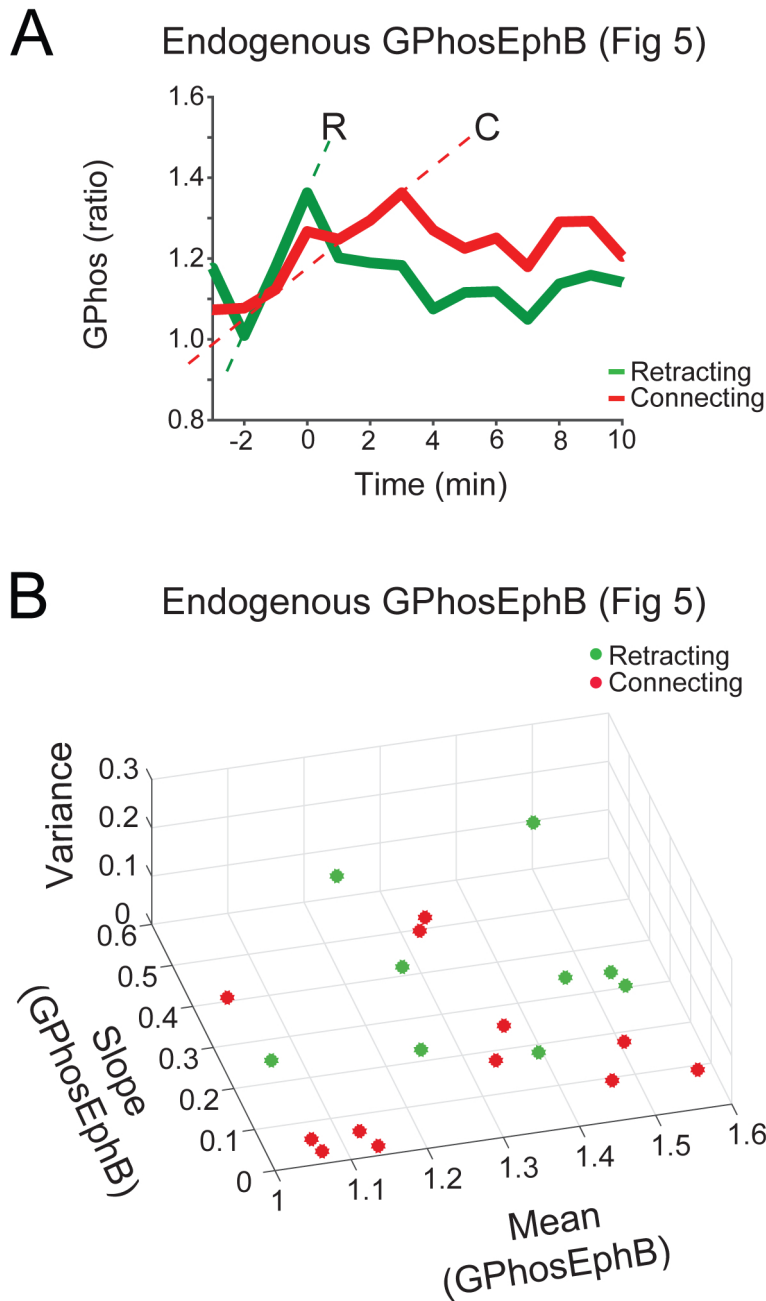 A
Endogenous GPhosEphB (Fig 5)
1.6
R
C
1.4
GPhos (ratio)
1.2
1.0
Retracting
Connecting
0.8
-2 0 2 4 6 8 10
Time (min)
B
Endogenous GPhosEphB (Fig 5)
Retracting
Connecting
Variance
0.3
0.2
0.1
0
0.6
0.5
0.4
0.3
0.2
0.1
0
Slope
(GPhosEphB)
1 1.1 1.2 1.3 1.4 1.5 1.6
Mean
(GPhosEphB)